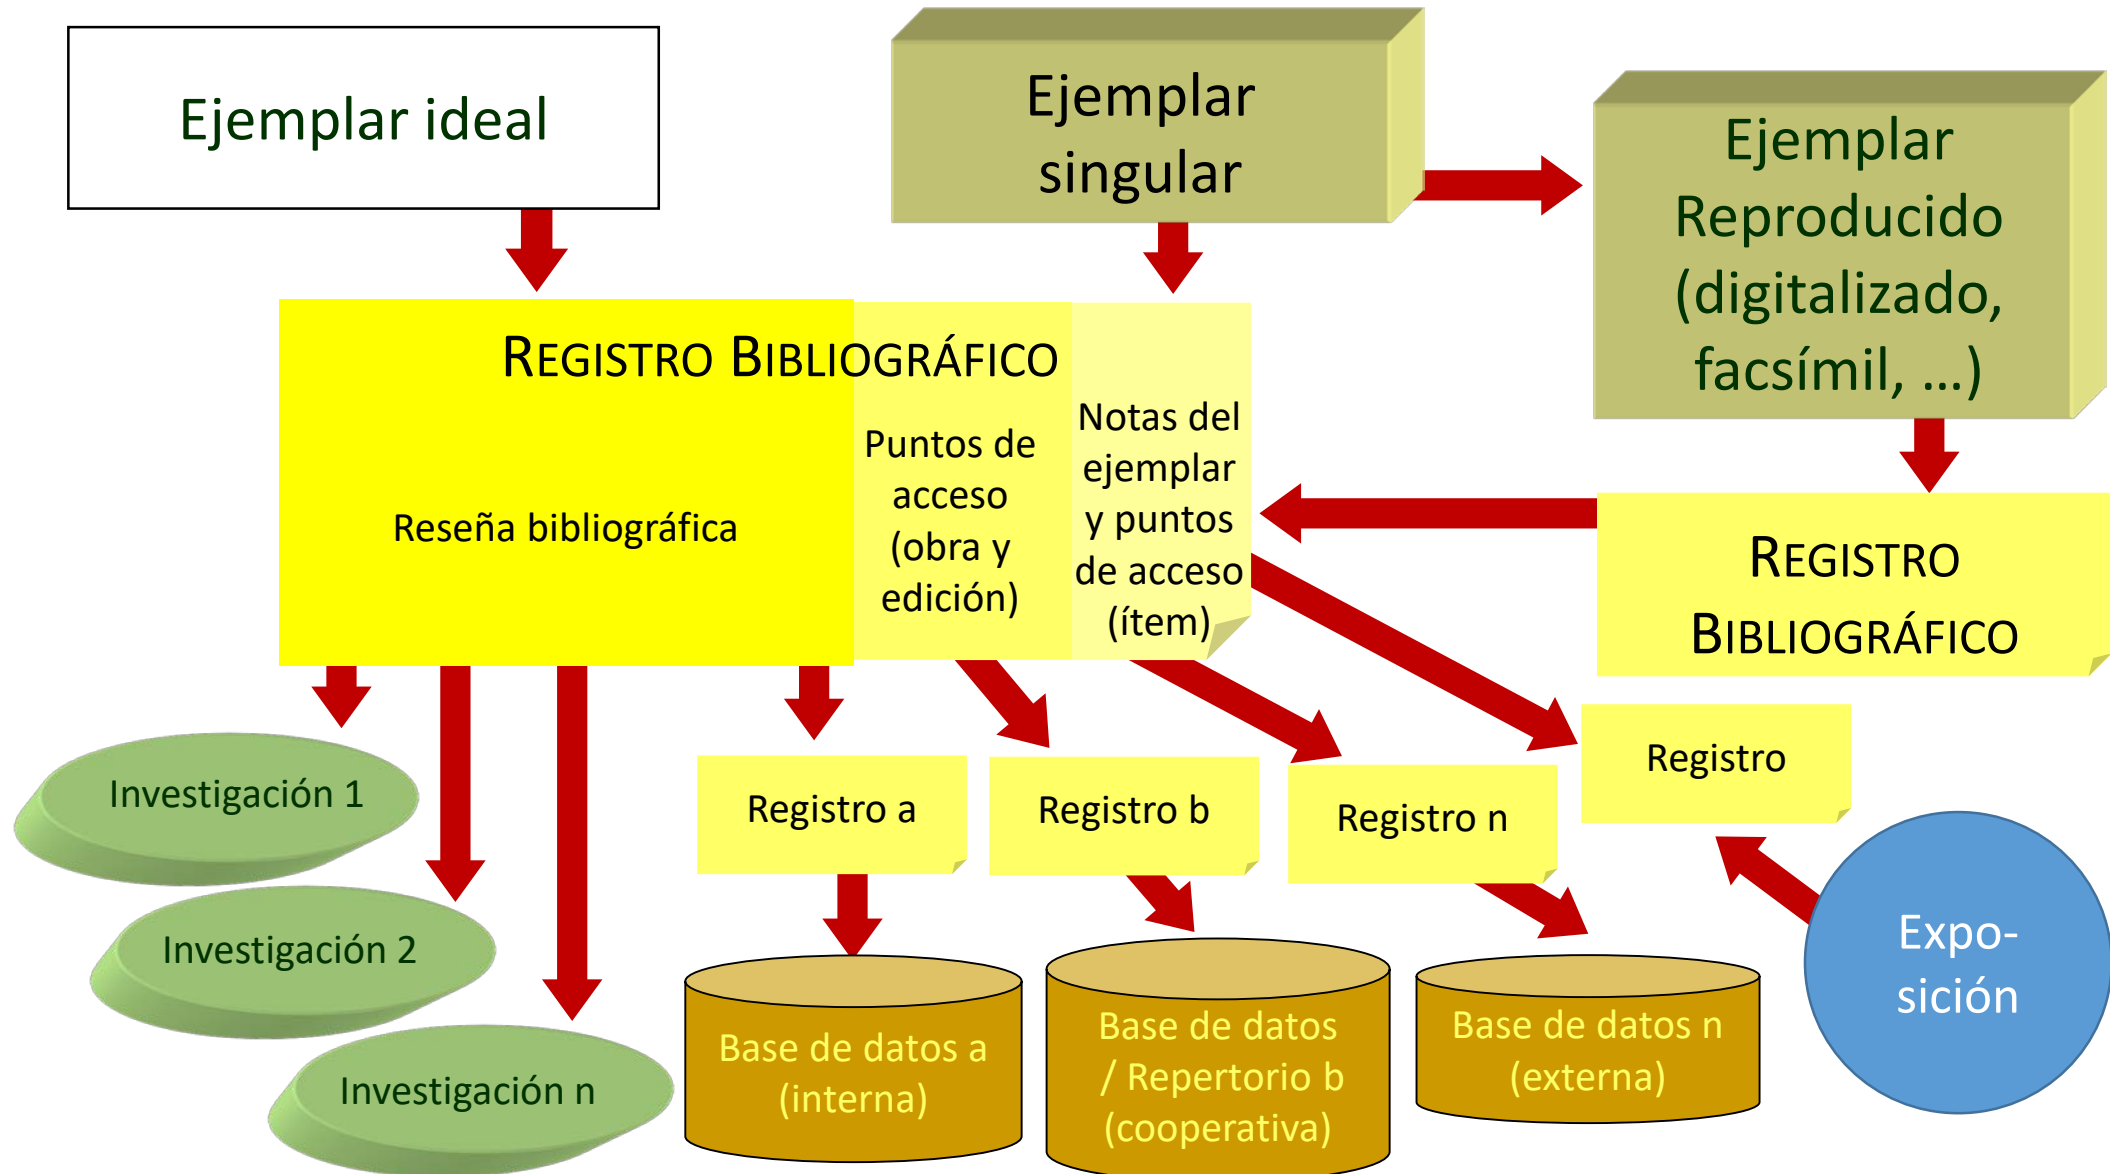 Ejemplar ideal
Ejemplar
singular
Ejemplar
Reproducido
(digitalizado,
facsímil, ...)
REGISTRO BIBLIOGRÁFICO
Reseña bibliográfica
Puntos de
acceso
(obra y
edición)
Notas del
ejemplar
y puntos
de acceso
(ítem)
REGISTRO
BIBLIOGRÁFICO
Investigación 1
Investigación 2
Investigación n
Registro a
Registro b
Registro n
Registro
Base de datos a
(interna)
Base de datos
/ Repertorio b
(cooperativa)
Base de datos n
(externa)
Expo-
sición